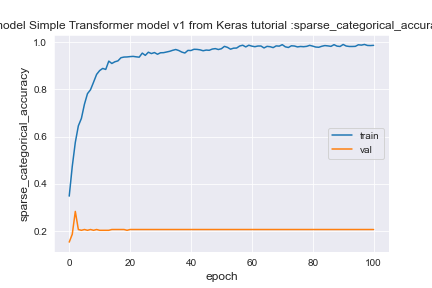 model Simple Transformer model v1 from Keras tutorial :sparse_categorical_accura
1.0
0.8
0.6
0.4
0.2
sparse_categorical_accuracy
train
val
0 20 40 60 80 100
epoch